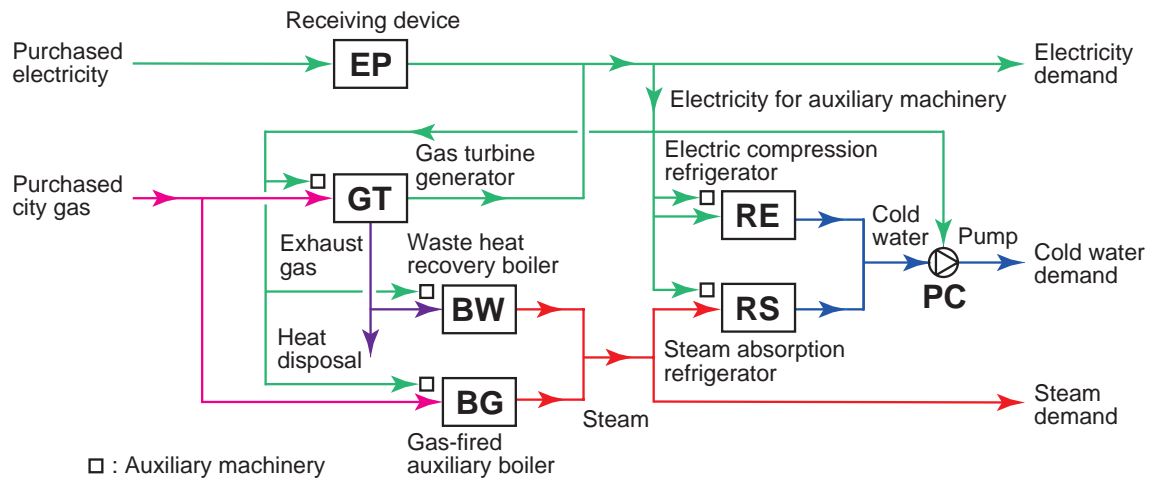 Receiving device
Purchased
electricity
EP
Electricity
demand
Electricity for auxiliary machinery
Purchased
city gas
Gas turbine
generator
GT
Electric compression
refrigerator
RE
Exhaust
gas
Waste heat
recovery boiler
BW
Cold
water
Pump
PC
Cold water
demand
RS
Heat
disposal
Steam absorption
refrigerator
BG
Steam
Steam
demand
Gas-fired
auxiliary boiler
: Auxiliary machinery